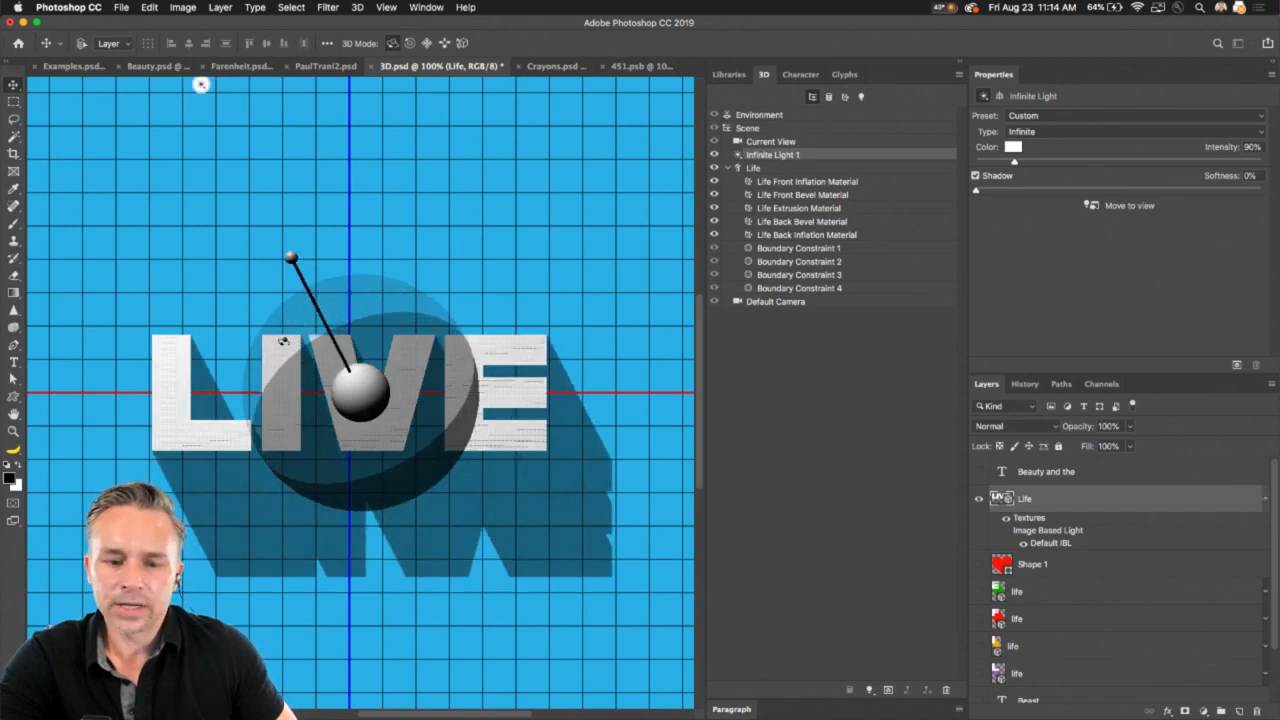 Photoshop CC File Edit Image Layer Type Select Filter 3D View Window Help
43° Fri Aug 23 11:14 AM 64%
Adobe Photoshop CC 2019
Layer 3D Mode:
Examples.psd... Beauty.psd @ ... Farenheit.psd... PaulTrani2.psd 3D.psd @ 100% (Life, RGB/8) * Crayons.psd ... 451.psb @ 10...
Libraries 3D Character Glyphs
Environment
Scene
Current View
Infinite Light 1
Life
Life Front Inflation Material
Life Front Bevel Material
Life Extrusion Material
Life Back Bevel Material
Life Back Inflation Material
Boundary Constraint 1
Boundary Constraint 2
Boundary Constraint 3
Boundary Constraint 4
Default Camera
Properties
Infinite Light
Preset: Custom
Type: Infinite
Color: Intensity: 90%
Shadow Softness: 0%
Move to view
LIVE
Layers History Paths Channels
Kind
Normal Opacity: 100%
Lock: Fill: 100%
Beauty and the
Life
Textures
Image Based Light
Default IBL
Shape 1
life
life
life
life
Beast
Paragraph